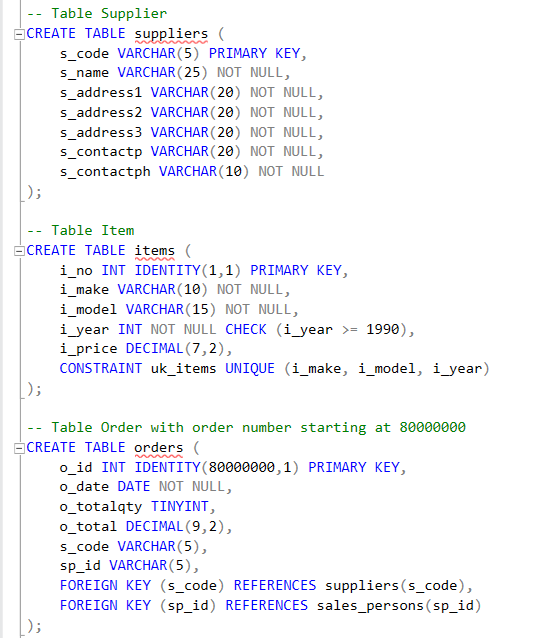 -- Table Supplier
CREATE TABLE suppliers (
s_code VARCHAR(5) PRIMARY KEY,
s_name VARCHAR(25) NOT NULL,
s_address1 VARCHAR(20) NOT NULL,
s_address2 VARCHAR(20) NOT NULL,
s_address3 VARCHAR(20) NOT NULL,
s_contactp VARCHAR(20) NOT NULL,
s_contactph VARCHAR(10) NOT NULL
);
-- Table Item
CREATE TABLE items (
i_no INT IDENTITY(1,1) PRIMARY KEY,
i_make VARCHAR(10) NOT NULL,
i_model VARCHAR(15) NOT NULL,
i_year INT NOT NULL CHECK (i_year >= 1990),
i_price DECIMAL(7,2),
CONSTRAINT uk_items UNIQUE (i_make, i_model, i_year)
);
-- Table Order with order number starting at 80000000
CREATE TABLE orders (
o_id INT IDENTITY(80000000,1) PRIMARY KEY,
o_date DATE NOT NULL,
o_totalqty TINYINT,
o_total DECIMAL(9,2),
s_code VARCHAR(5),
sp_id VARCHAR(5),
FOREIGN KEY (s_code) REFERENCES suppliers(s_code),
FOREIGN KEY (sp_id) REFERENCES sales_persons(sp_id)
);